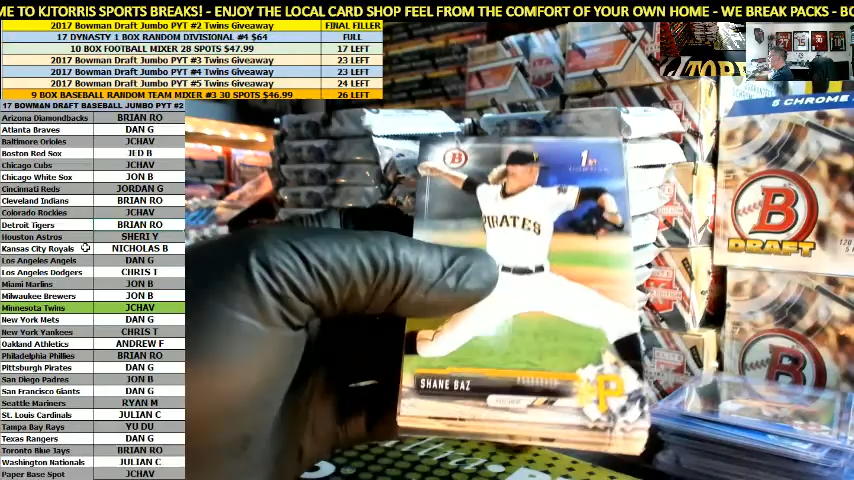 ME TO KITORRIS SPORTS BREAKS! - ENJOY THE LOCAL CARD SHOP FEEL FROM THE COMFORT OF YOUR OWN HOME - WE BREAK PACKS - BO
2017 Bowman Draft Jumbo PYT #2 Twins Giveaway FINAL FILLER
17 DYNASTY 1 BOX RANDOM DIVISIONAL #4 $64 FULL
10 BOX FOOTBALL MIXER 28 SPOTS $47.99 17 LEFT
2017 Bowman Draft Jumbo PYT #3 Twins Giveaway 23 LEFT
2017 Bowman Draft Jumbo PYT #4 Twins Giveaway 23 LEFT
2017 Bowman Draft Jumbo PYT #5 Twins Giveaway 24 LEFT
9 BOX BASEBALL RANDOM TEAM MIXER #3 30 SPOTS $46.99 26 LEFT
17 BOWMAN DRAFT BASEBALL JUMBO PYT #2
Arizona Diamondbacks BRIAN RO
Atlanta Braves DAN G
Baltimore Orioles JCHAV
Boston Red Sox JED B
Chicago Cubs JCHAV
Chicago White Sox JON B
Cincinnati Reds JORDAN G
Cleveland Indians BRIAN RO
Colorado Rockies JCHAV
Detroit Tigers BRIAN RO
Houston Astros SHERI Y
Kansas City Royals NICHOLAS B
Los Angeles Angels DAN G
Los Angeles Dodgers CHRIS T
Miami Marlins JON B
Milwaukee Brewers JON B
Minnesota Twins JCHAV
New York Mets DAN G
New York Yankees CHRIS T
Oakland Athletics ANDREW F
Philadelphia Phillies BRIAN RO
Pittsburgh Pirates DAN G
San Diego Padres JON B
San Francisco Giants DAN G
Seattle Mariners RYAN M
St. Louis Cardinals JULIAN C
Tampa Bay Rays YU DU
Texas Rangers DAN G
Toronto Blue Jays BRIAN RO
Washington Nationals JULIAN C
Paper Base Spot JCHAV
B
1st
PIRATES
SHANE BAZ
P
5 CHROME
B
DRAFT
B